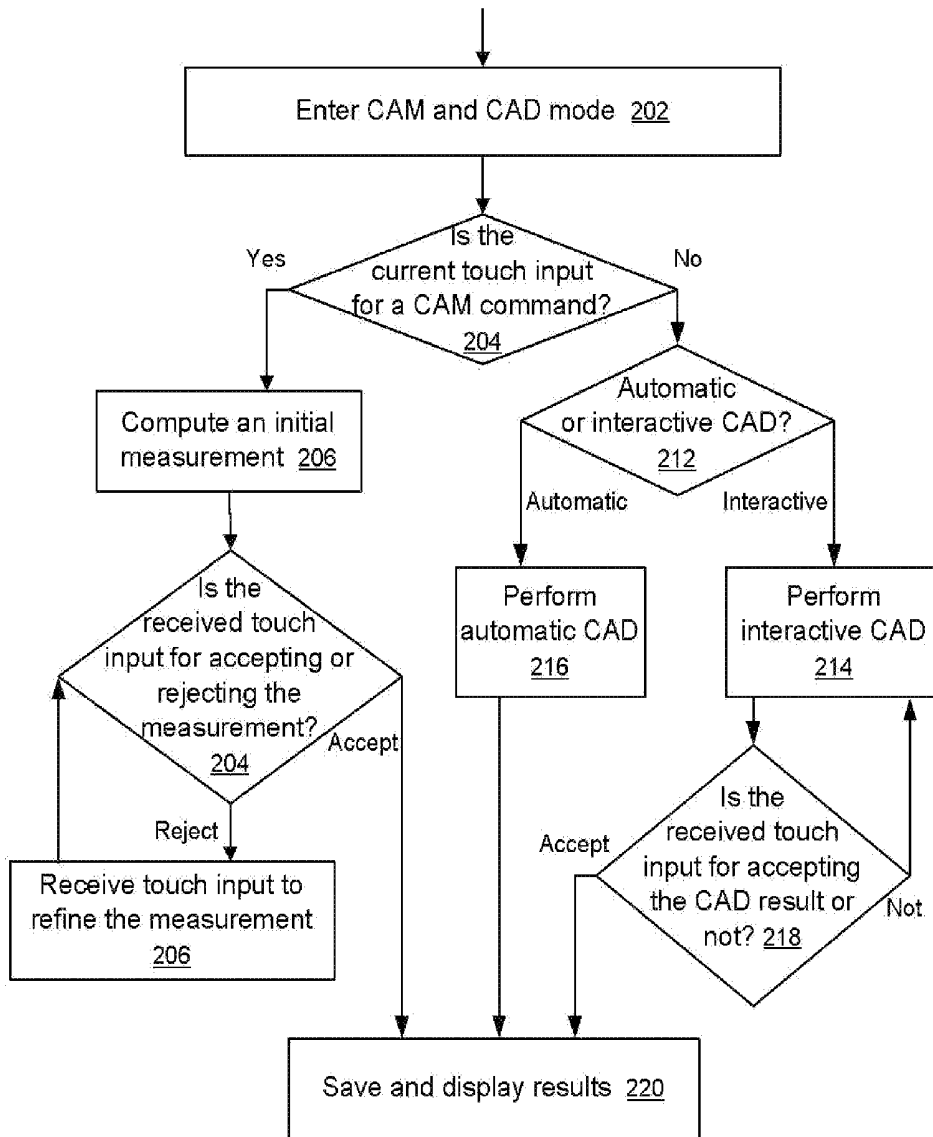 Enter CAM and CAD mode 202
Is the
current touch input
for a CAM command?
204
Yes
No
Compute an initial
measurement 206
Automatic
or interactive CAD?
212
Automatic
Interactive
Is the
received touch
input for accepting or
rejecting the
measurement?
204
Accept
Reject
Perform
automatic CAD
216
Perform
interactive CAD
214
Receive touch input to
refine the measurement
206
Is the
received touch
input for accepting
the CAD result or
not? 218
Accept
Not
Save and display results 220